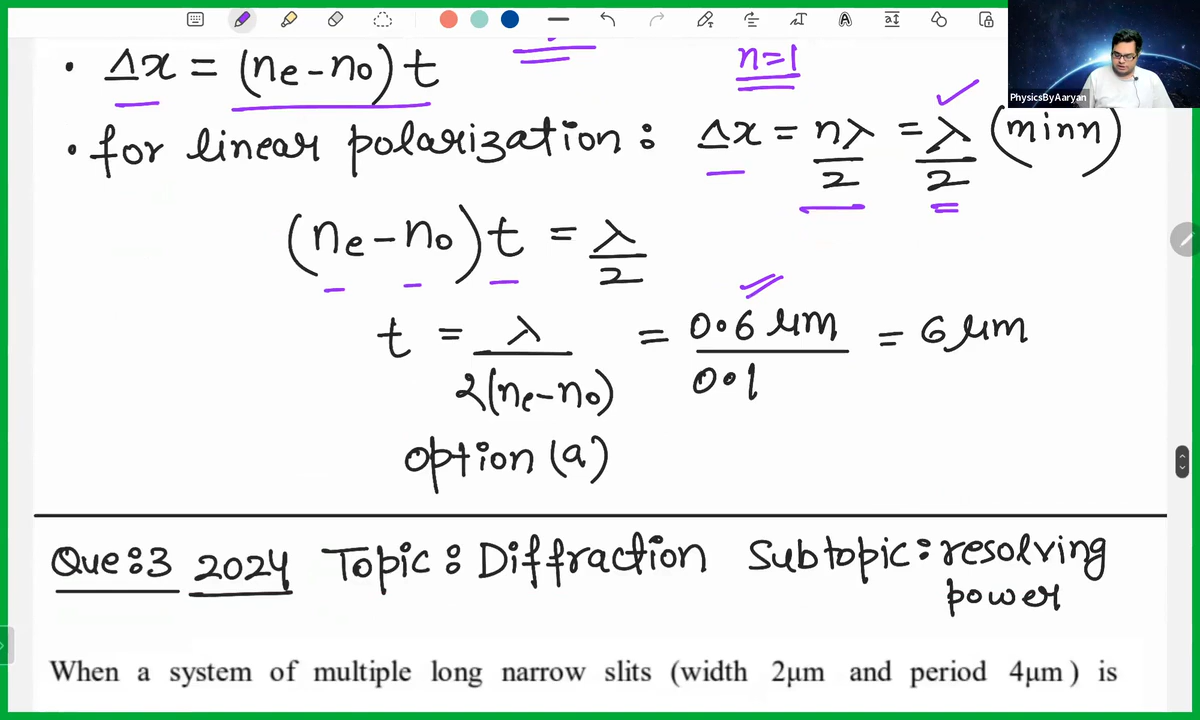 • Δx = (ne-no) t
n=1
• for linear polarization : Δx = nλ/2 = λ/2 (minn)
(ne-no) t = λ/2
t = λ/2(ne-no) = 0.6 μm/0.1 = 6 μm
option (a)
Que:3 2024 Topic: Diffraction Subtopic: resolving power
When a system of multiple long narrow slits (width 2μm and period 4μm ) is
PhysicsByAaryan